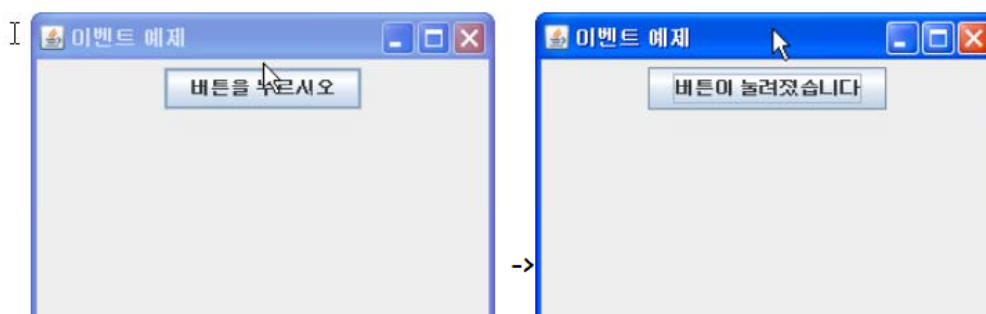 이벤트 예제
버튼을 누르시오
이벤트 예제
버튼이 눌려졌습니다
->